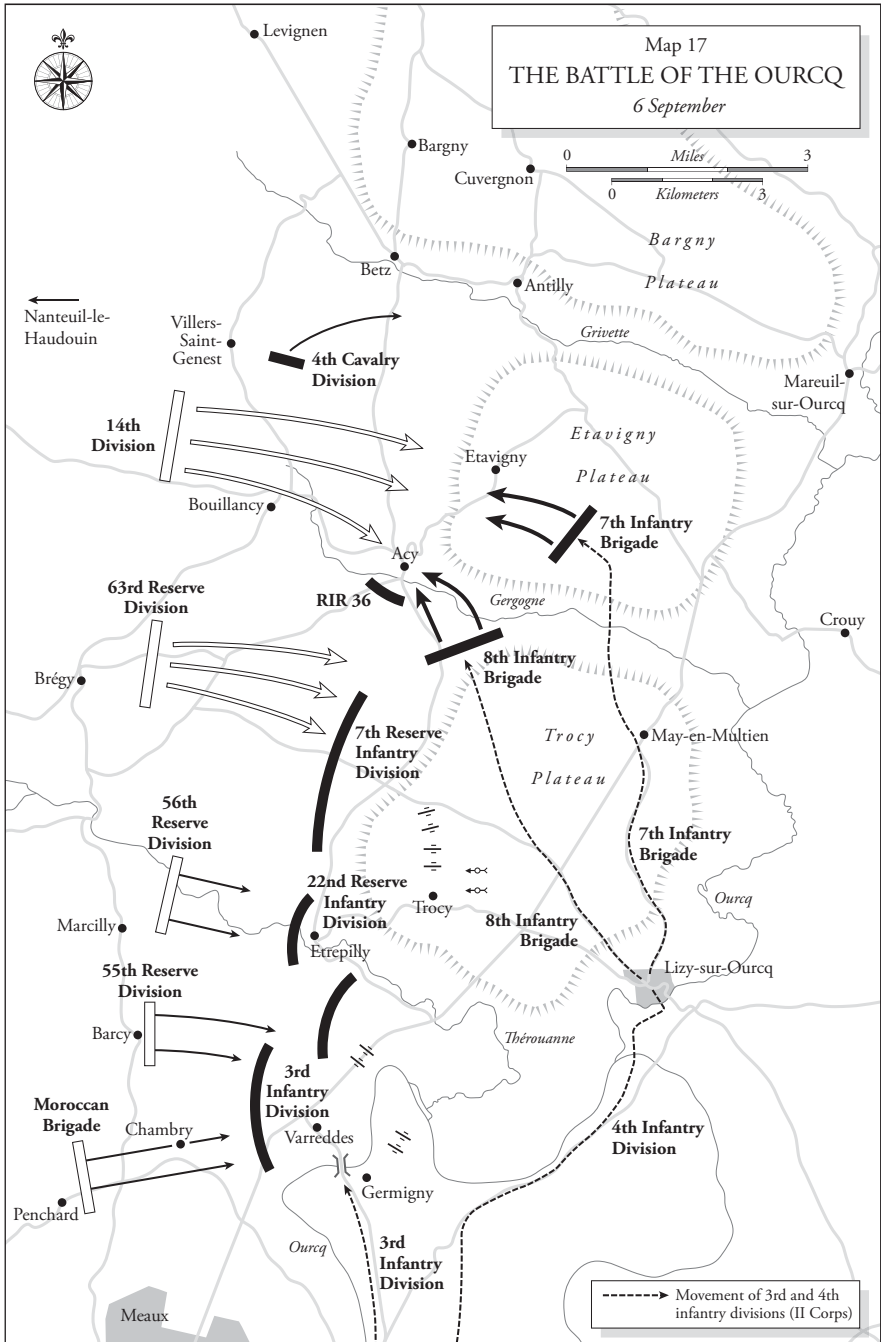 Levignen
Map 17
THE BATTLE OF THE OURCQ
6 September
Bargny
Cuvergnon
0 Miles 3
0 Kilometers 3
Bargny
Plateau
Betz
Antilly
Nanteuil-le-
Haudouin
Villers-
Saint-
Genest
4th Cavalry
Division
Grivette
Mareuil-
sur-Ourcq
14th
Division
Etavigny
Plateau
Etavigny
Bouillancy
7th Infantry
Brigade
Acy
63rd Reserve
Division
RIR 36
Gergogne
Crouy
8th Infantry
Brigade
Brégy
7th Reserve
Infantry
Division
Trocy
Plateau
May-en-Multien
56th
Reserve
Division
7th Infantry
Brigade
22nd Reserve
Infantry
Division
Trocy
8th Infantry
Brigade
Ourcq
Marcilly
Etrepilly
Lizy-sur-Ourcq
55th Reserve
Division
Barcy
Thérouanne
3rd
Infantry
Division
Moroccan
Brigade
Chambry
Varreddes
4th Infantry
Division
Germigny
Penchard
Ourcq
3rd
Infantry
Division
Meaux
Movement of 3rd and 4th
infantry divisions (II Corps)